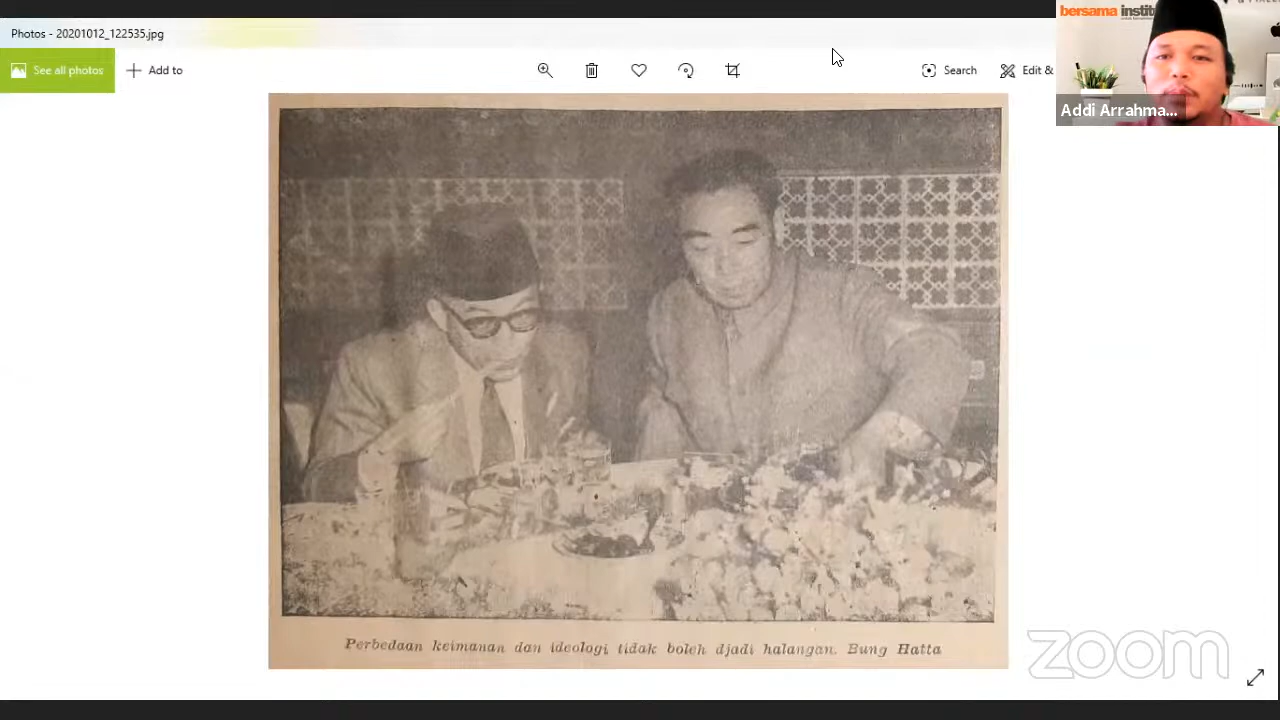 bersama instit
Photos - 20201012_122535.jpg
See all photos
Add to
Search
Edit &
Addi Arrahma...
Perbedaan keimanan dan ideologi tidak boleh djadi halangan. Bung Hatta
zoom